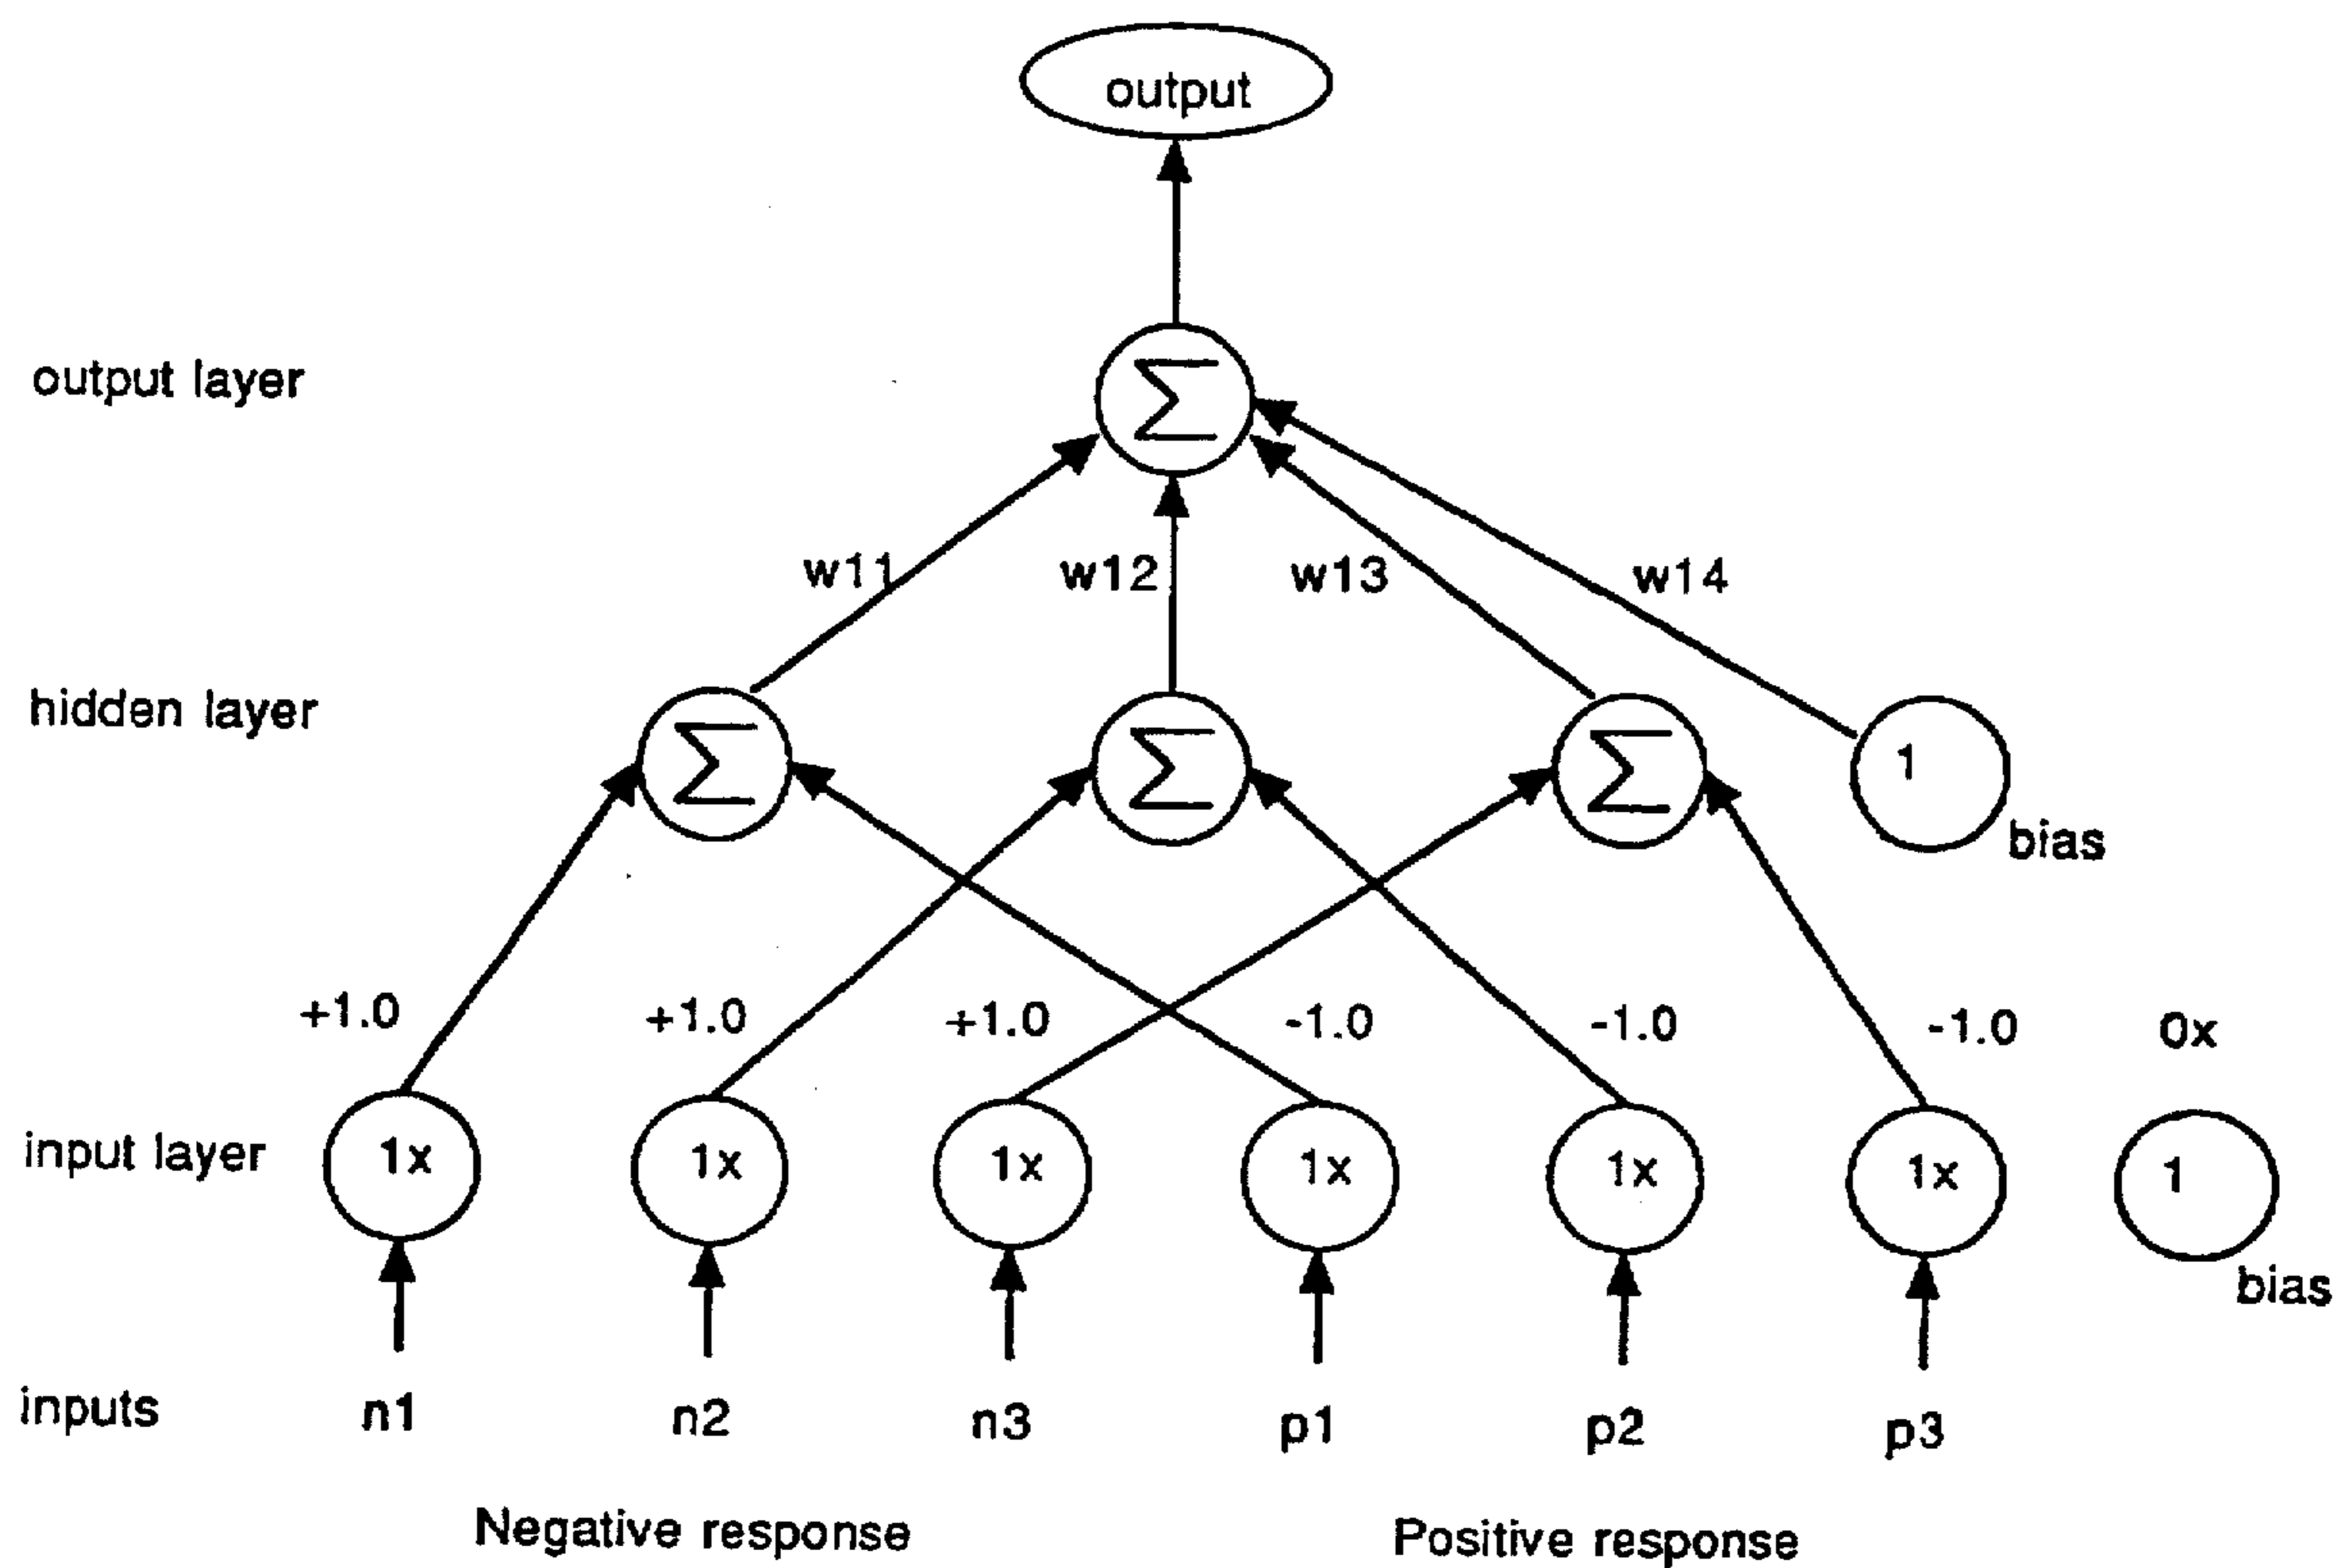 output
output layer
Σ
w11 w12 w13 w14
hidden layer
Σ Σ Σ 1
bias
+1.0 +1.0 +1.0 -1.0 -1.0 -1.0 0x
input layer
1x 1x 1x 1x 1x 1x 1
bias
inputs n1 n2 n3 p1 p2 p3
Negative response Positive response